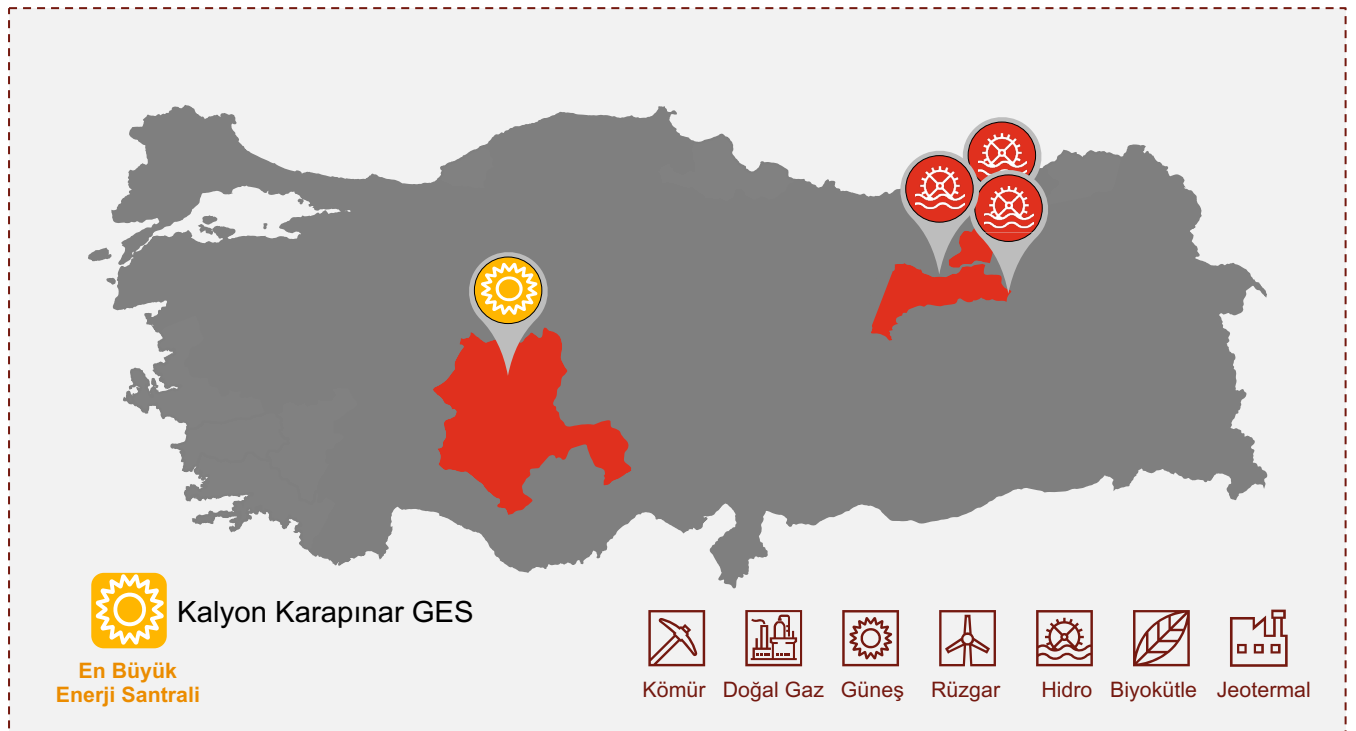 Kalyon Karapınar GES
En Büyük
Enerji Santrali
Kömür
Doğal Gaz
Güneş
Rüzgar
Hidro
Biyokütle
Jeotermal